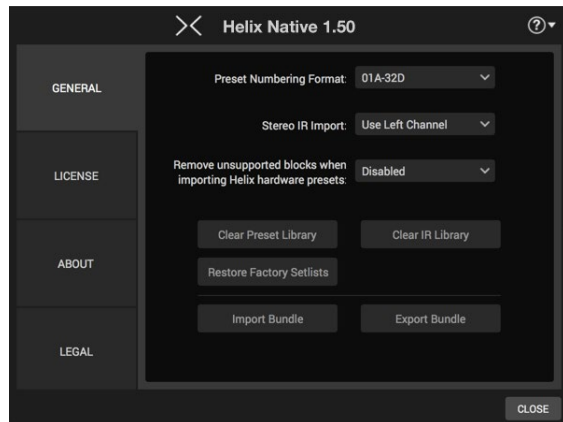 Helix Native 1.50
?
GENERAL
LICENSE
ABOUT
LEGAL
Preset Numbering Format: 01A-32D
Stereo IR Import: Use Left Channel
Remove unsupported blocks when
importing Helix hardware presets: Disabled
Clear Preset Library Clear IR Library
Restore Factory Setlists
Import Bundle Export Bundle
CLOSE